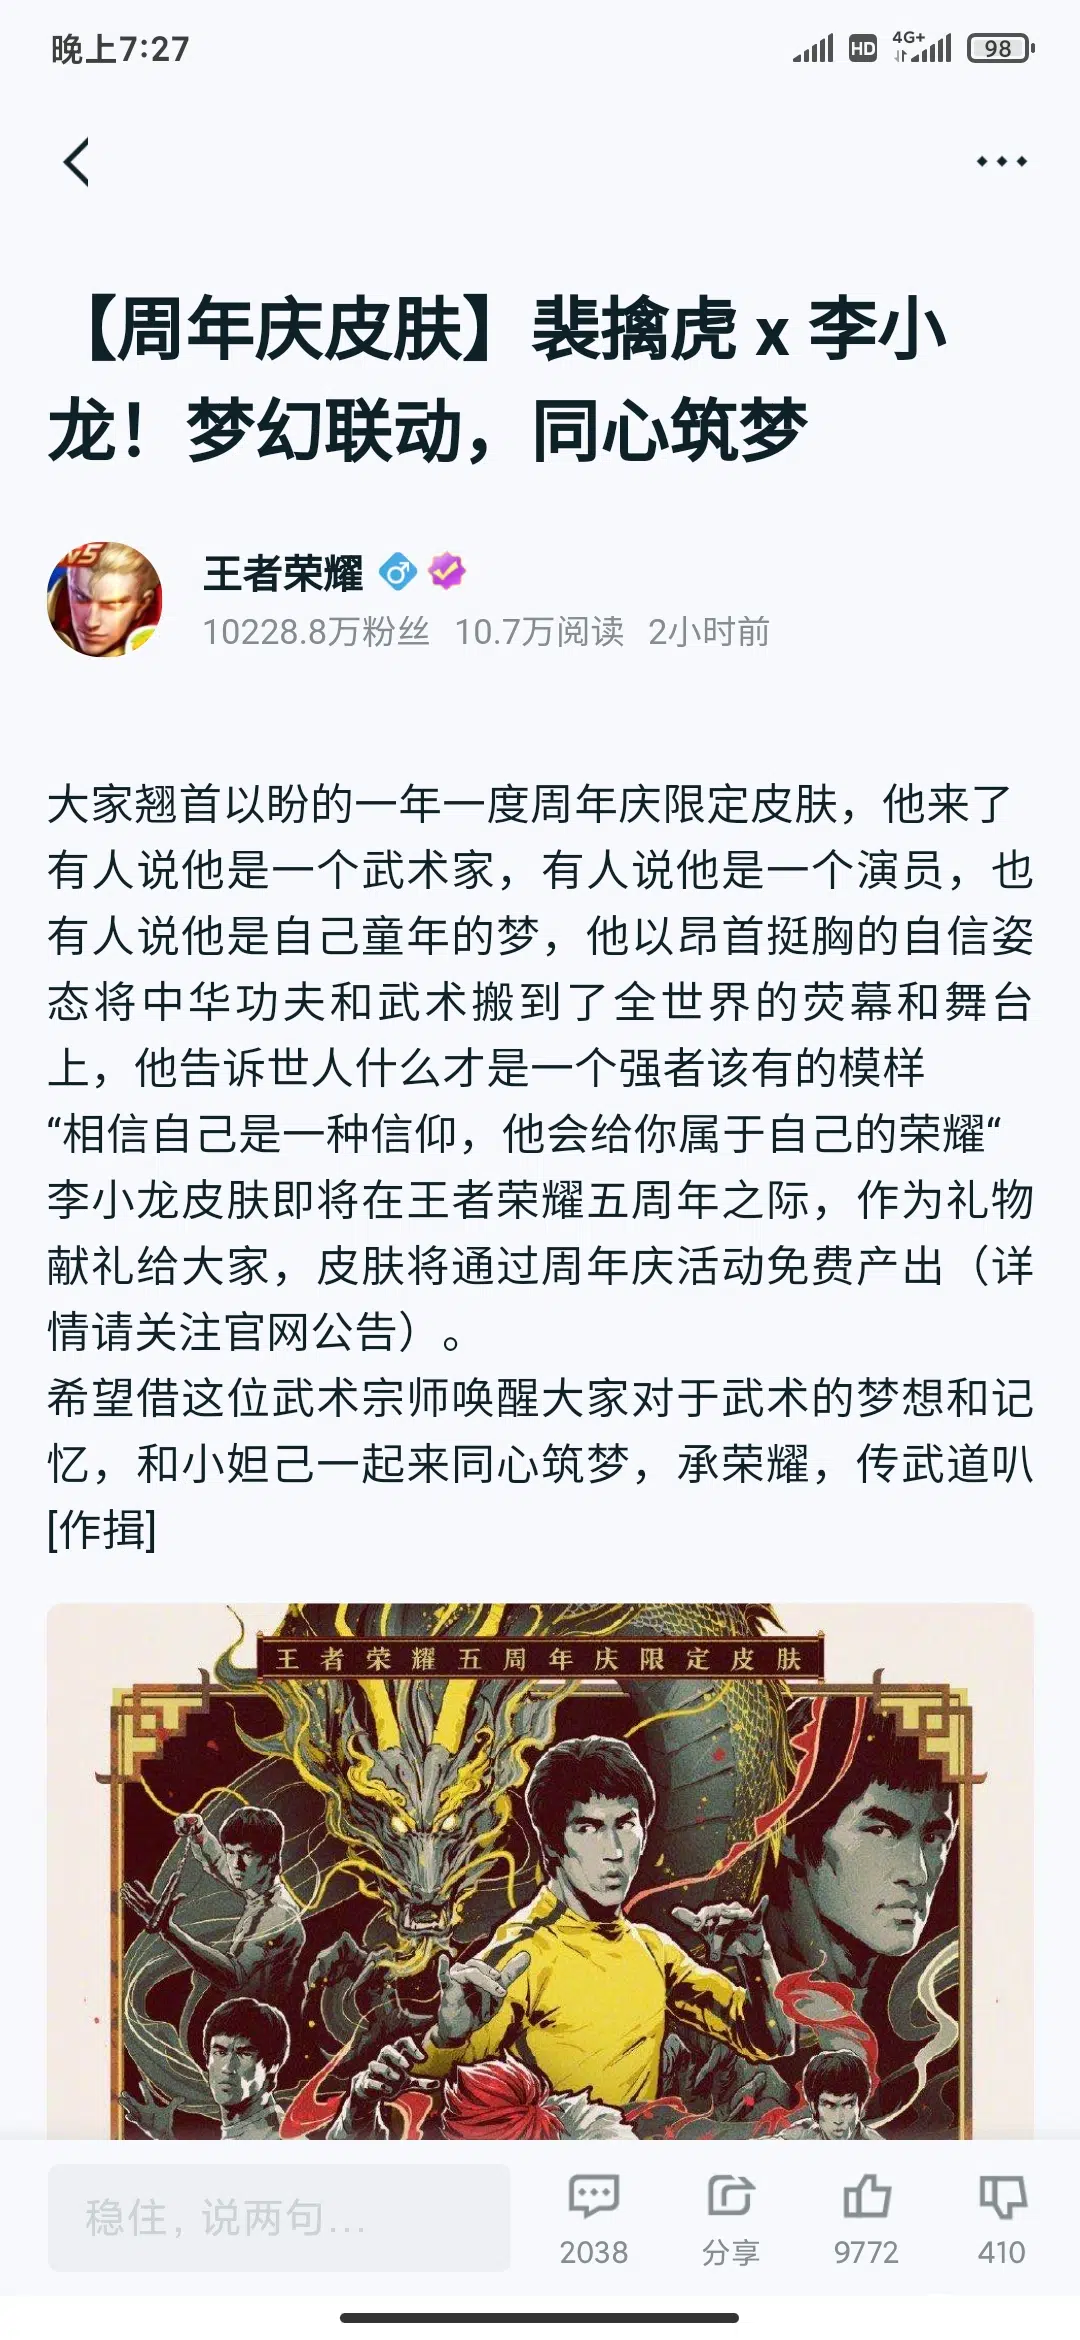 晚上7:27
HD 4G+ 98
【周年庆皮肤】裴擒虎 x 李小
龙！梦幻联动，同心筑梦
V5
王者荣耀
10228.8万粉丝 10.7万阅读 2小时前
大家翘首以盼的一年一度周年庆限定皮肤，他来了
有人说他是一个武术家，有人说他是一个演员，也
有人说他是自己童年的梦，他以昂首挺胸的自信姿
态将中华功夫和武术搬到了全世界的荧幕和舞台
上，他告诉世人什么才是一个强者该有的模样
“相信自己是一种信仰，他会给你属于自己的荣耀“
李小龙皮肤即将在王者荣耀五周年之际，作为礼物
献礼给大家，皮肤将通过周年庆活动免费产出（详
情请关注官网公告）。
希望借这位武术宗师唤醒大家对于武术的梦想和记
忆，和小妲己一起来同心筑梦，承荣耀，传武道叭
[作揖]
王者荣耀五周年庆限定皮肤
稳住，说两句...
2038 分享 9772 410